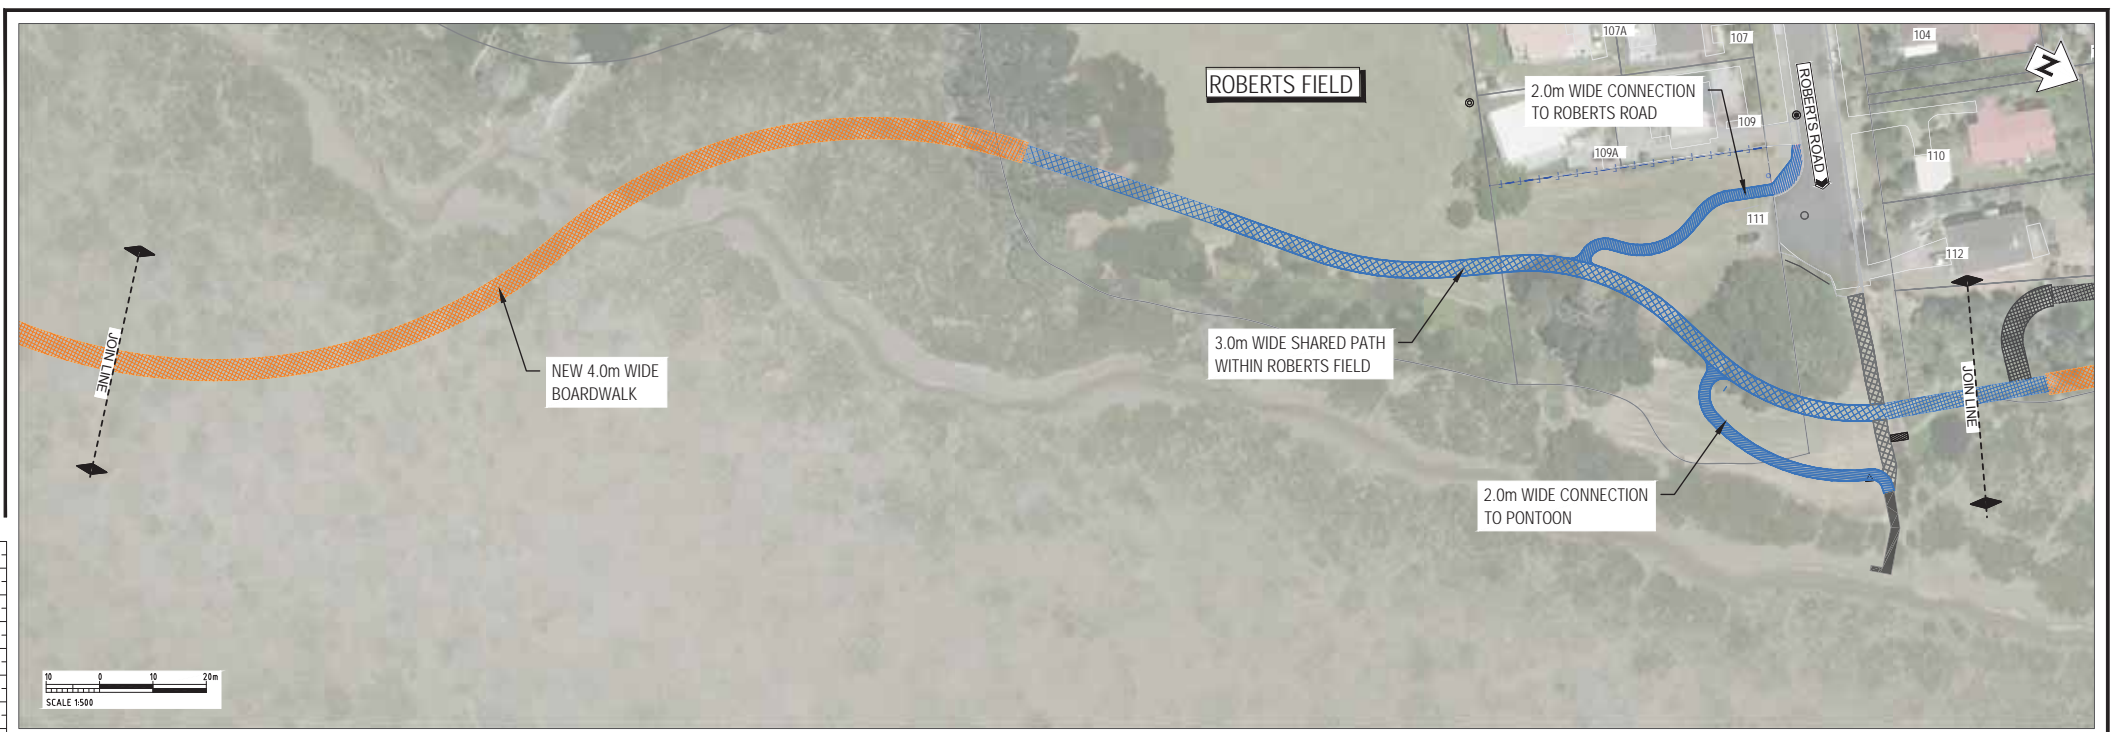 107A
107
104
ROBERTS FIELD
N
2.0m WIDE CONNECTION
TO ROBERTS ROAD
ROBERTS ROAD
109
109A
110
111
112
JOIN LINE
NEW 4.0m WIDE
BOARDWALK
3.0m WIDE SHARED PATH
WITHIN ROBERTS FIELD
JOIN LINE
2.0m WIDE CONNECTION
TO PONTOON
10 0 10 20m
SCALE 1:500